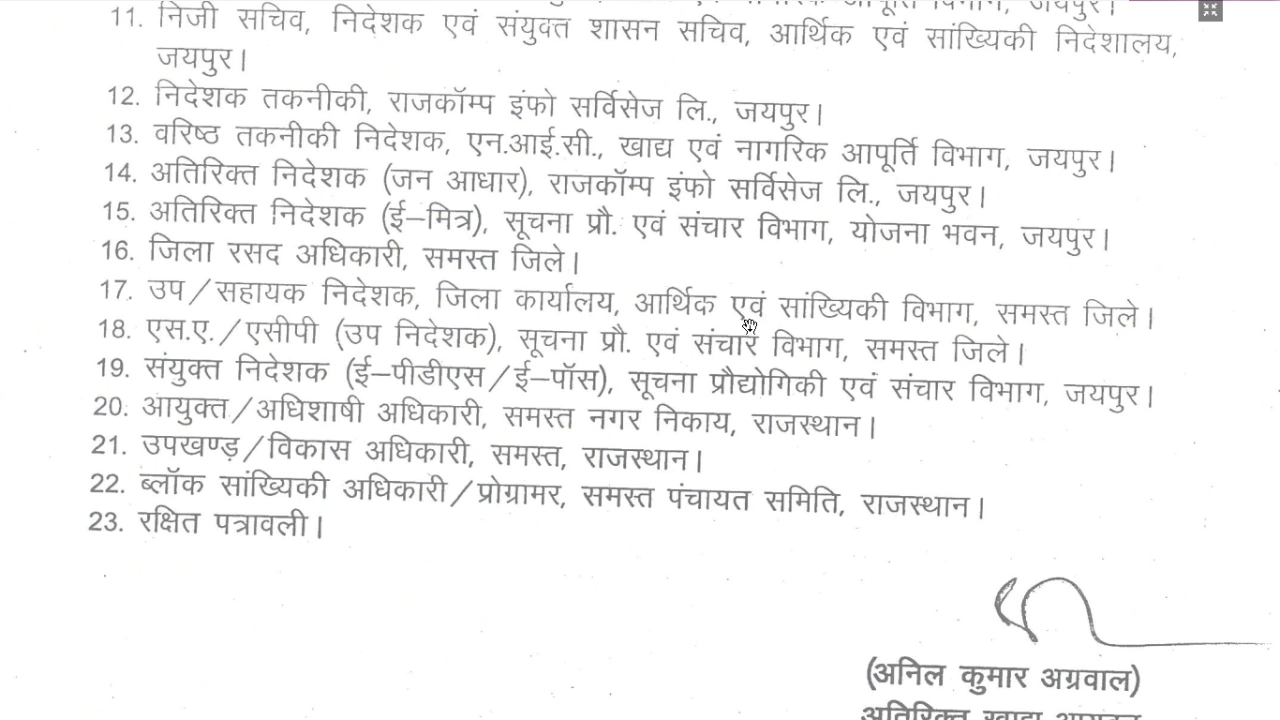 आपूर्ति विभाग, जयपुर।
11. निजी सचिव, निदेशक एवं संयुक्त शासन सचिव, आर्थिक एवं सांख्यिकी निदेशालय,
जयपुर।
12. निदेशक तकनीकी, राजकॉम्प इंफो सर्विसेज लि., जयपुर।
13. वरिष्ठ तकनीकी निदेशक, एन.आई.सी., खाद्य एवं नागरिक आपूर्ति विभाग, जयपुर।
14. अतिरिक्त निदेशक (जन आधार), राजकॉम्प इंफो सर्विसेज लि., जयपुर।
15. अतिरिक्त निदेशक (ई–मित्र), सूचना प्रौ. एवं संचार विभाग, योजना भवन, जयपुर।
16. जिला रसद अधिकारी, समस्त जिले।
17. उप/सहायक निदेशक, जिला कार्यालय, आर्थिक एवं सांख्यिकी विभाग, समस्त जिले।
18. एस.ए./एसीपी (उप निदेशक), सूचना प्रौ. एवं संचार विभाग, समस्त जिले।
19. संयुक्त निदेशक (ई–पीडीएस/ई–पॉस), सूचना प्रौद्योगिकी एवं संचार विभाग, जयपुर।
20. आयुक्त/अधिशाषी अधिकारी, समस्त नगर निकाय, राजस्थान।
21. उपखण्ड़/विकास अधिकारी, समस्त, राजस्थान।
22. ब्लॉक सांख्यिकी अधिकारी/प्रोग्रामर, समस्त पंचायत समिति, राजस्थान।
23. रक्षित पत्रावली।
(अनिल कुमार अग्रवाल)
अतिरिक्त खाद्य आयुक्त